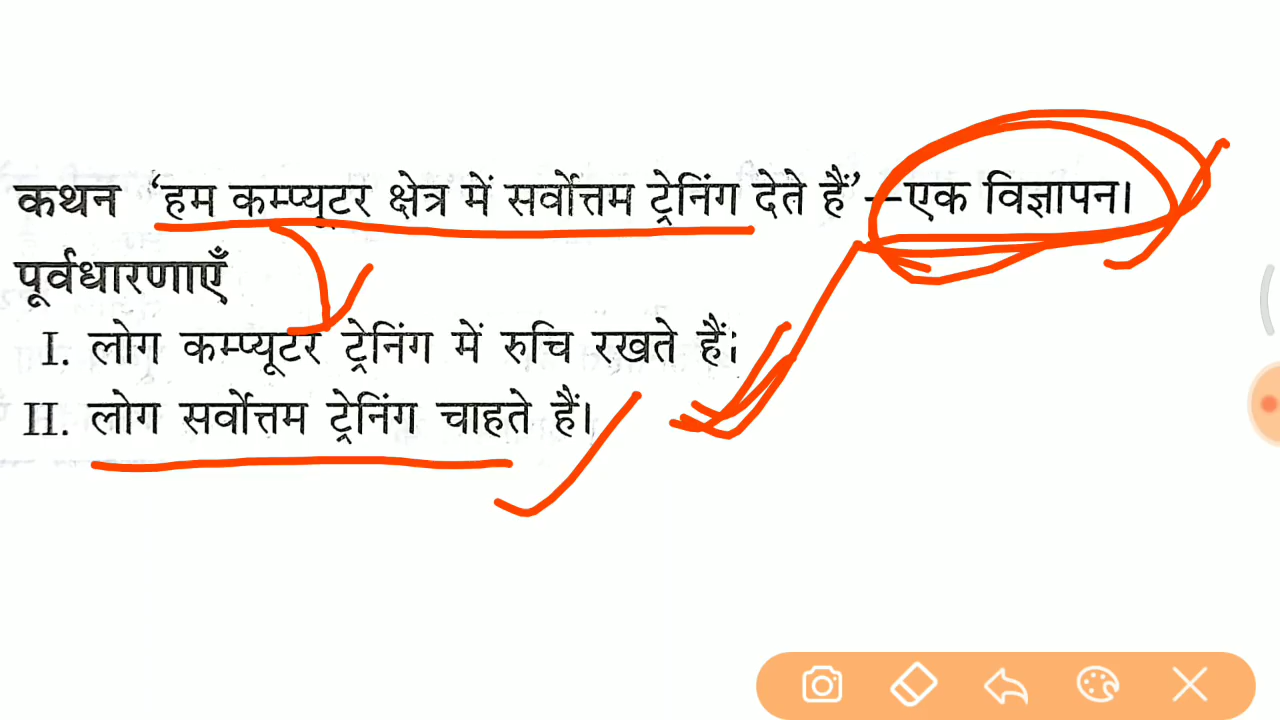 कथन 'हम कम्प्यूटर क्षेत्र में सर्वोत्तम ट्रेनिंग देते हैं'–एक विज्ञापन।
पूर्वधारणाएँ
I. लोग कम्प्यूटर ट्रेनिंग में रुचि रखते हैं।
II. लोग सर्वोत्तम ट्रेनिंग चाहते हैं।